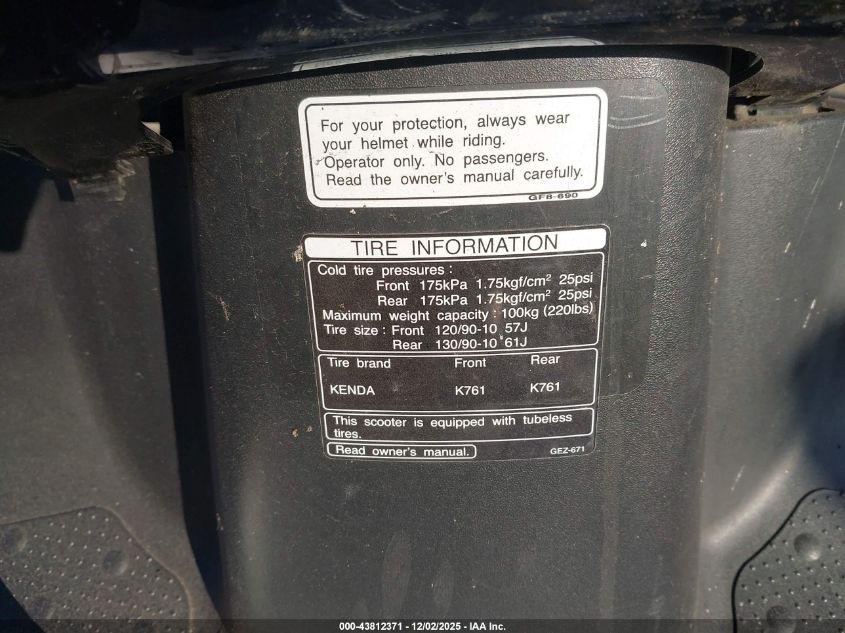 For your protection, always wear
your helmet while riding.
Operator only. No passengers.
Read the owner's manual carefully.
GF8-690
TIRE INFORMATION
Cold tire pressures :
Front 175kPa 1.75kgf/cm² 25psi
Rear 175kPa 1.75kgf/cm² 25psi
Maximum weight capacity : 100kg (220lbs)
Tire size : Front 120/90-10 57J
Rear 130/90-10 61J
Tire brand Front Rear
KENDA K761 K761
This scooter is equipped with tubeless
tires.
Read owner's manual.
GEZ-671
000-43812371 - 12/02/2025 - IAA Inc.